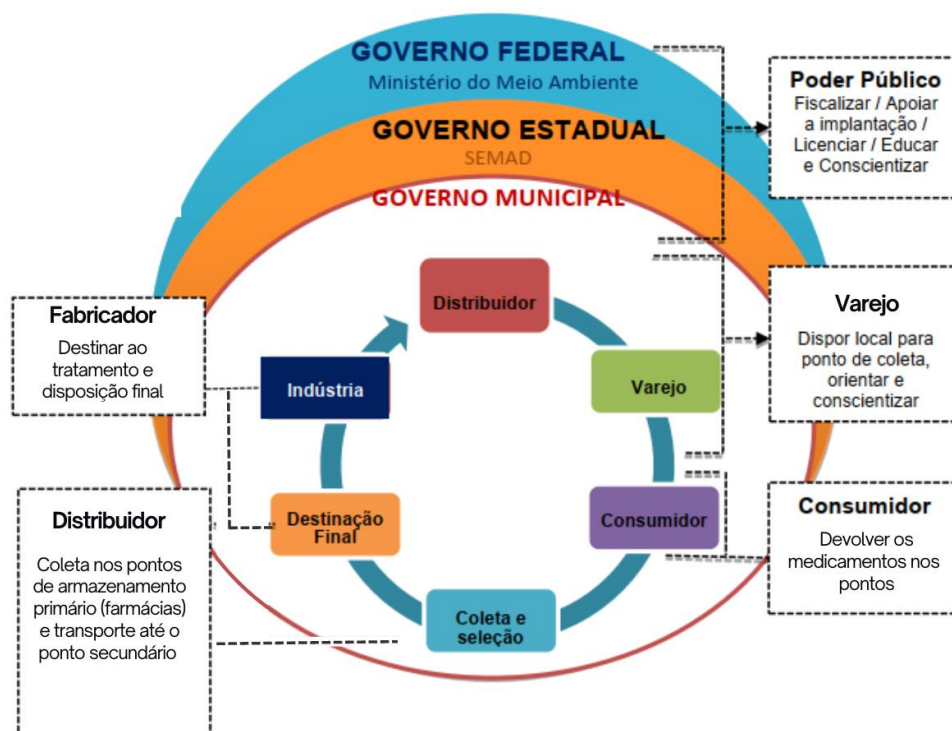 GOVERNO FEDERAL
Ministério do Meio Ambiente
GOVERNO ESTADUAL
SEMAD
GOVERNO MUNICIPAL
Poder Público
Fiscalizar / Apoiar
a implantação /
Licenciar / Educar
e Conscientizar
Fabricador
Destinar ao
tratamento e
disposição final
Distribuidor
Varejo
Dispor local para
ponto de coleta,
orientar e
conscientizar
Indústria
Varejo
Distribuidor
Coleta nos pontos
de armazenamento
primário (farmácias)
e transporte até o
ponto secundário
Destinação
Final
Consumidor
Consumidor
Devolver os
medicamentos nos
pontos
Coleta e
seleção